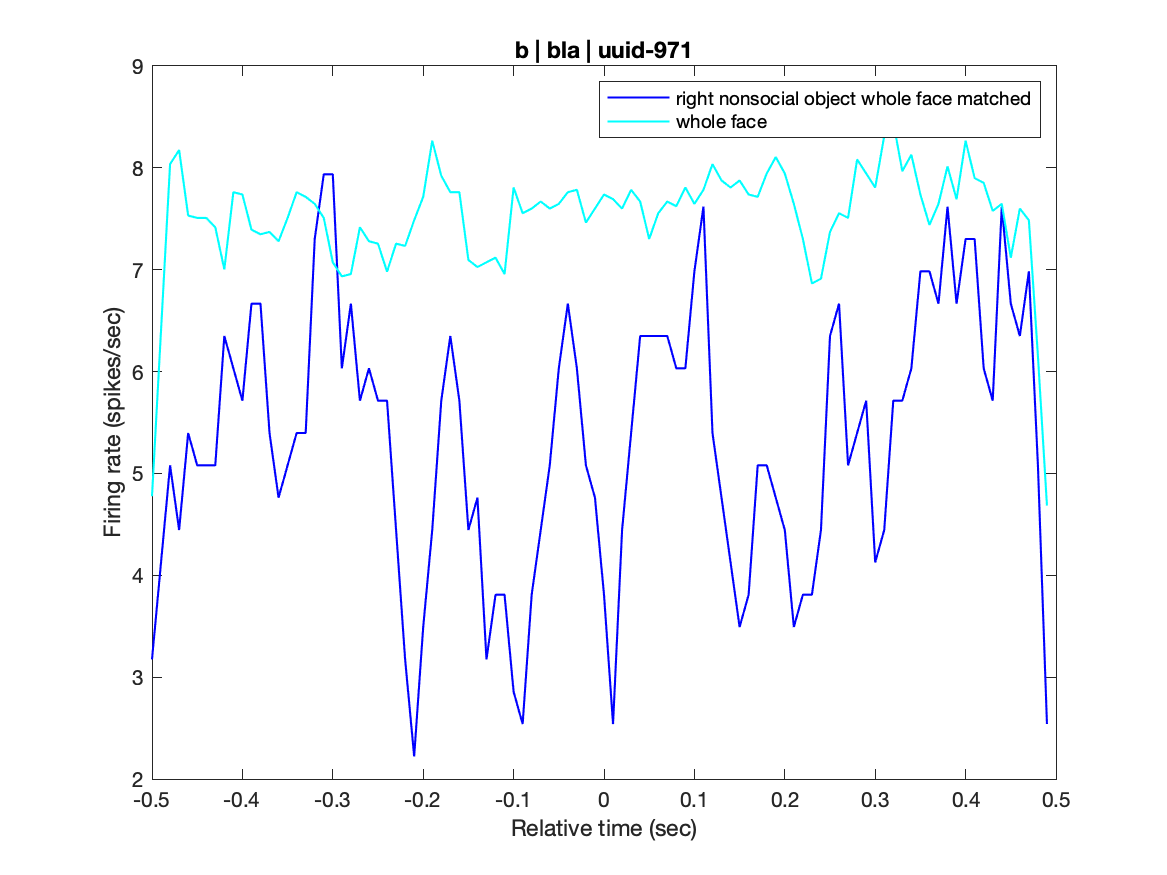 b | bla | uuid-971
right nonsocial object whole face matched
whole face
Firing rate (spikes/sec)
9
8
7
6
5
4
3
2
-0.5 -0.4 -0.3 -0.2 -0.1 0 0.1 0.2 0.3 0.4 0.5
Relative time (sec)